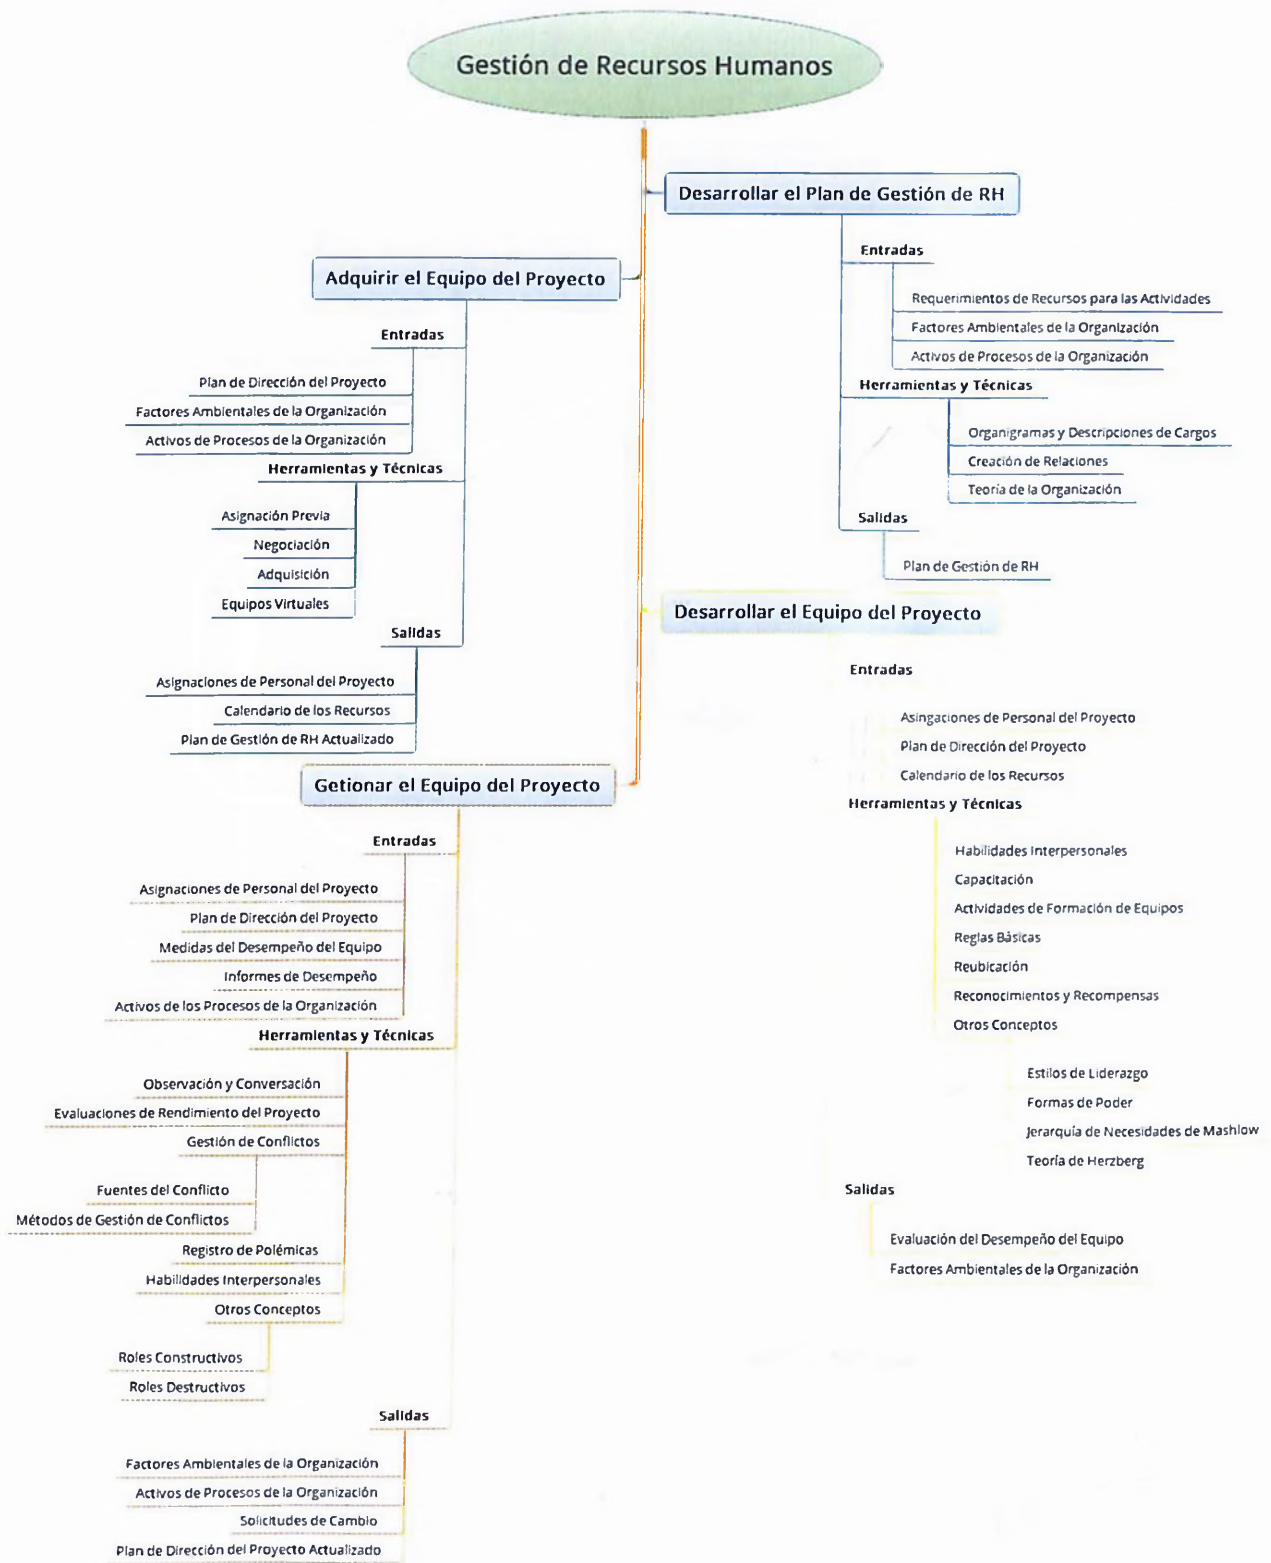 Gestión de Recursos Humanos
Desarrollar el Plan de Gestión de RH
Entradas
Requerimientos de Recursos para las Actividades
Factores Ambientales de la Organización
Activos de Procesos de la Organización
Herramientas y Técnicas
Organigramas y Descripciones de Cargos
Creación de Relaciones
Teoría de la Organización
Salidas
Plan de Gestión de RH
Adquirir el Equipo del Proyecto
Entradas
Plan de Dirección del Proyecto
Factores Ambientales de la Organización
Activos de Procesos de la Organización
Herramientas y Técnicas
Asignación Previa
Negociación
Adquisición
Equipos Virtuales
Salidas
Asignaciones de Personal del Proyecto
Calendario de los Recursos
Plan de Gestión de RH Actualizado
Desarrollar el Equipo del Proyecto
Entradas
Asingaciones de Personal del Proyecto
Plan de Dirección del Proyecto
Calendario de los Recursos
Herramientas y Técnicas
Habilidades Interpersonales
Capacitación
Actividades de Formación de Equipos
Reglas Básicas
Reubicación
Reconocimientos y Recompensas
Otros Conceptos
Estilos de Liderazgo
Formas de Poder
Jerarquía de Necesidades de Mashlow
Teoría de Herzberg
Salidas
Evaluación del Desempeño del Equipo
Factores Ambientales de la Organización
Getionar el Equipo del Proyecto
Entradas
Asignaciones de Personal del Proyecto
Plan de Dirección del Proyecto
Medidas del Desempeño del Equipo
Informes de Desempeño
Activos de los Procesos de la Organización
Herramientas y Técnicas
Observación y Conversación
Evaluaciones de Rendimiento del Proyecto
Gestión de Conflictos
Fuentes del Conflicto
Métodos de Gestión de Conflictos
Registro de Polémicas
Habilidades Interpersonales
Otros Conceptos
Roles Constructivos
Roles Destructivos
Salidas
Factores Ambientales de la Organización
Activos de Procesos de la Organización
Solicitudes de Cambio
Plan de Dirección del Proyecto Actualizado